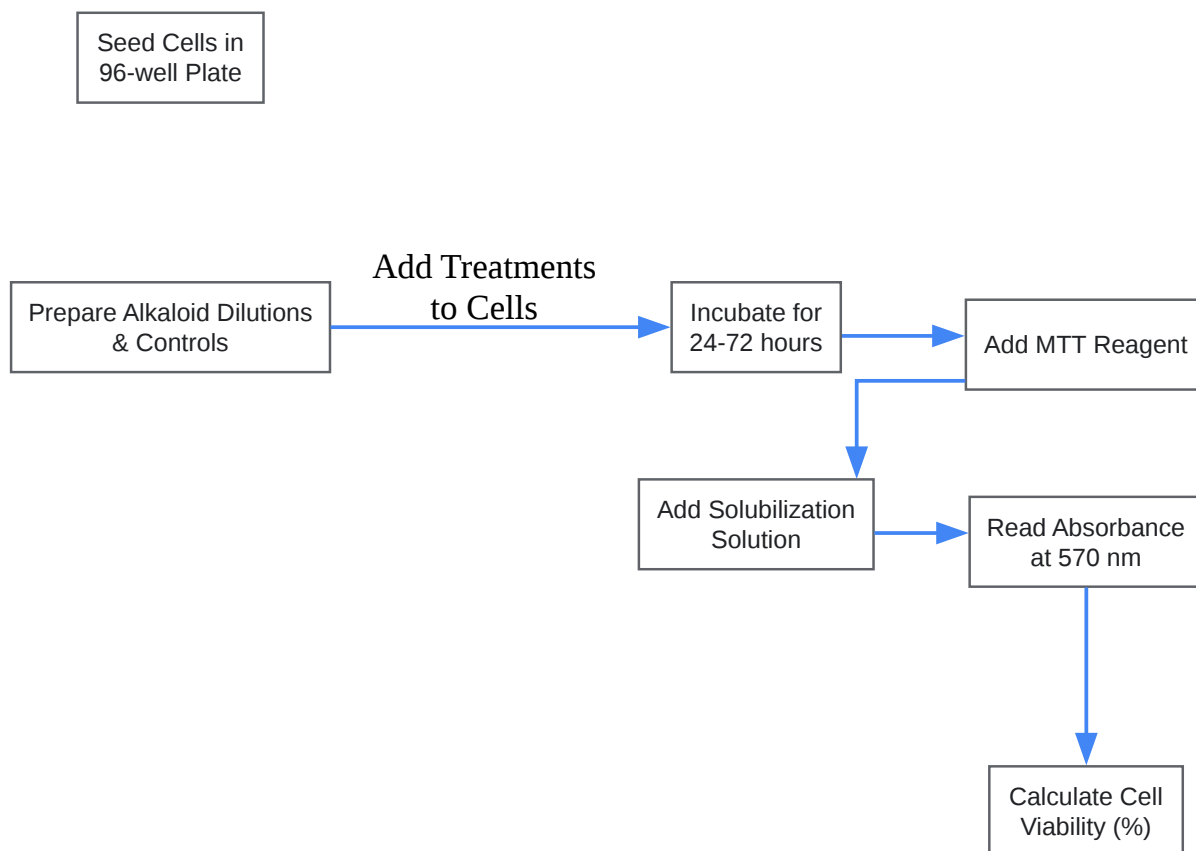 Seed Cells in
96-well Plate
Add Treatments
to Cells
Prepare Alkaloid Dilutions
& Controls
Incubate for
24-72 hours
Add MTT Reagent
Add Solubilization
Solution
Read Absorbance
at 570 nm
Calculate Cell
Viability (%)